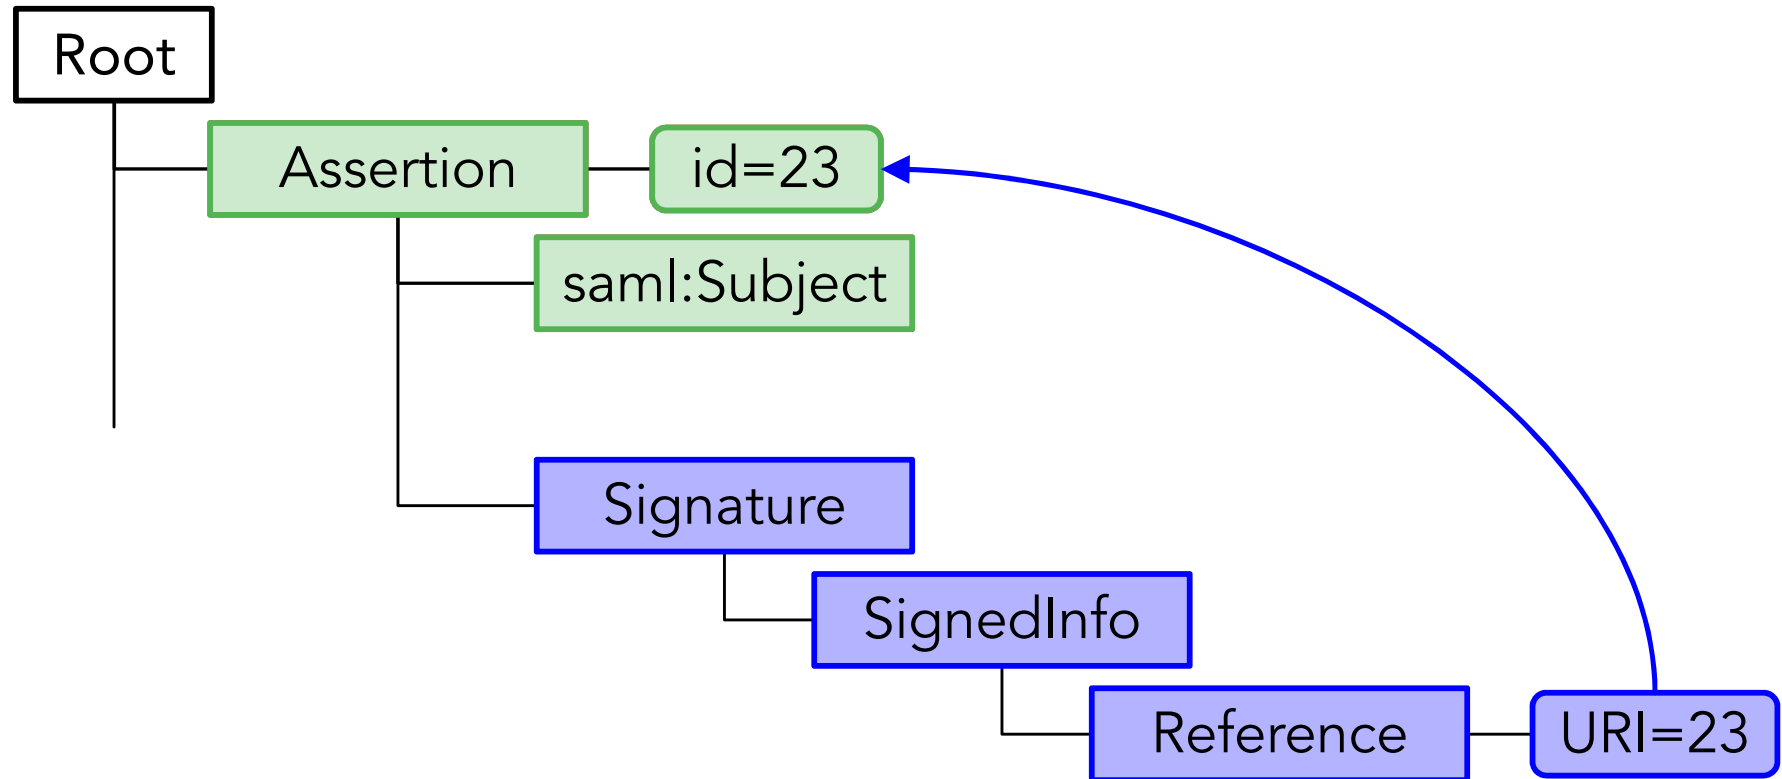 Root
Assertion
id=23
saml:Subject
Signature
SignedInfo
Reference
URI=23